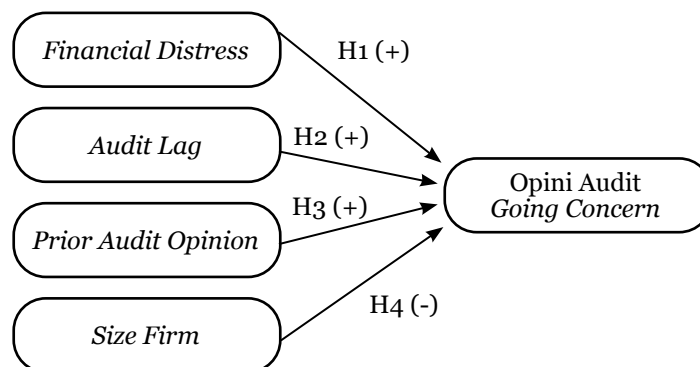 Financial Distress
H1 (+)
Audit Lag
H2 (+)
Opini Audit
Going Concern
H3 (+)
Prior Audit Opinion
H4 (-)
Size Firm